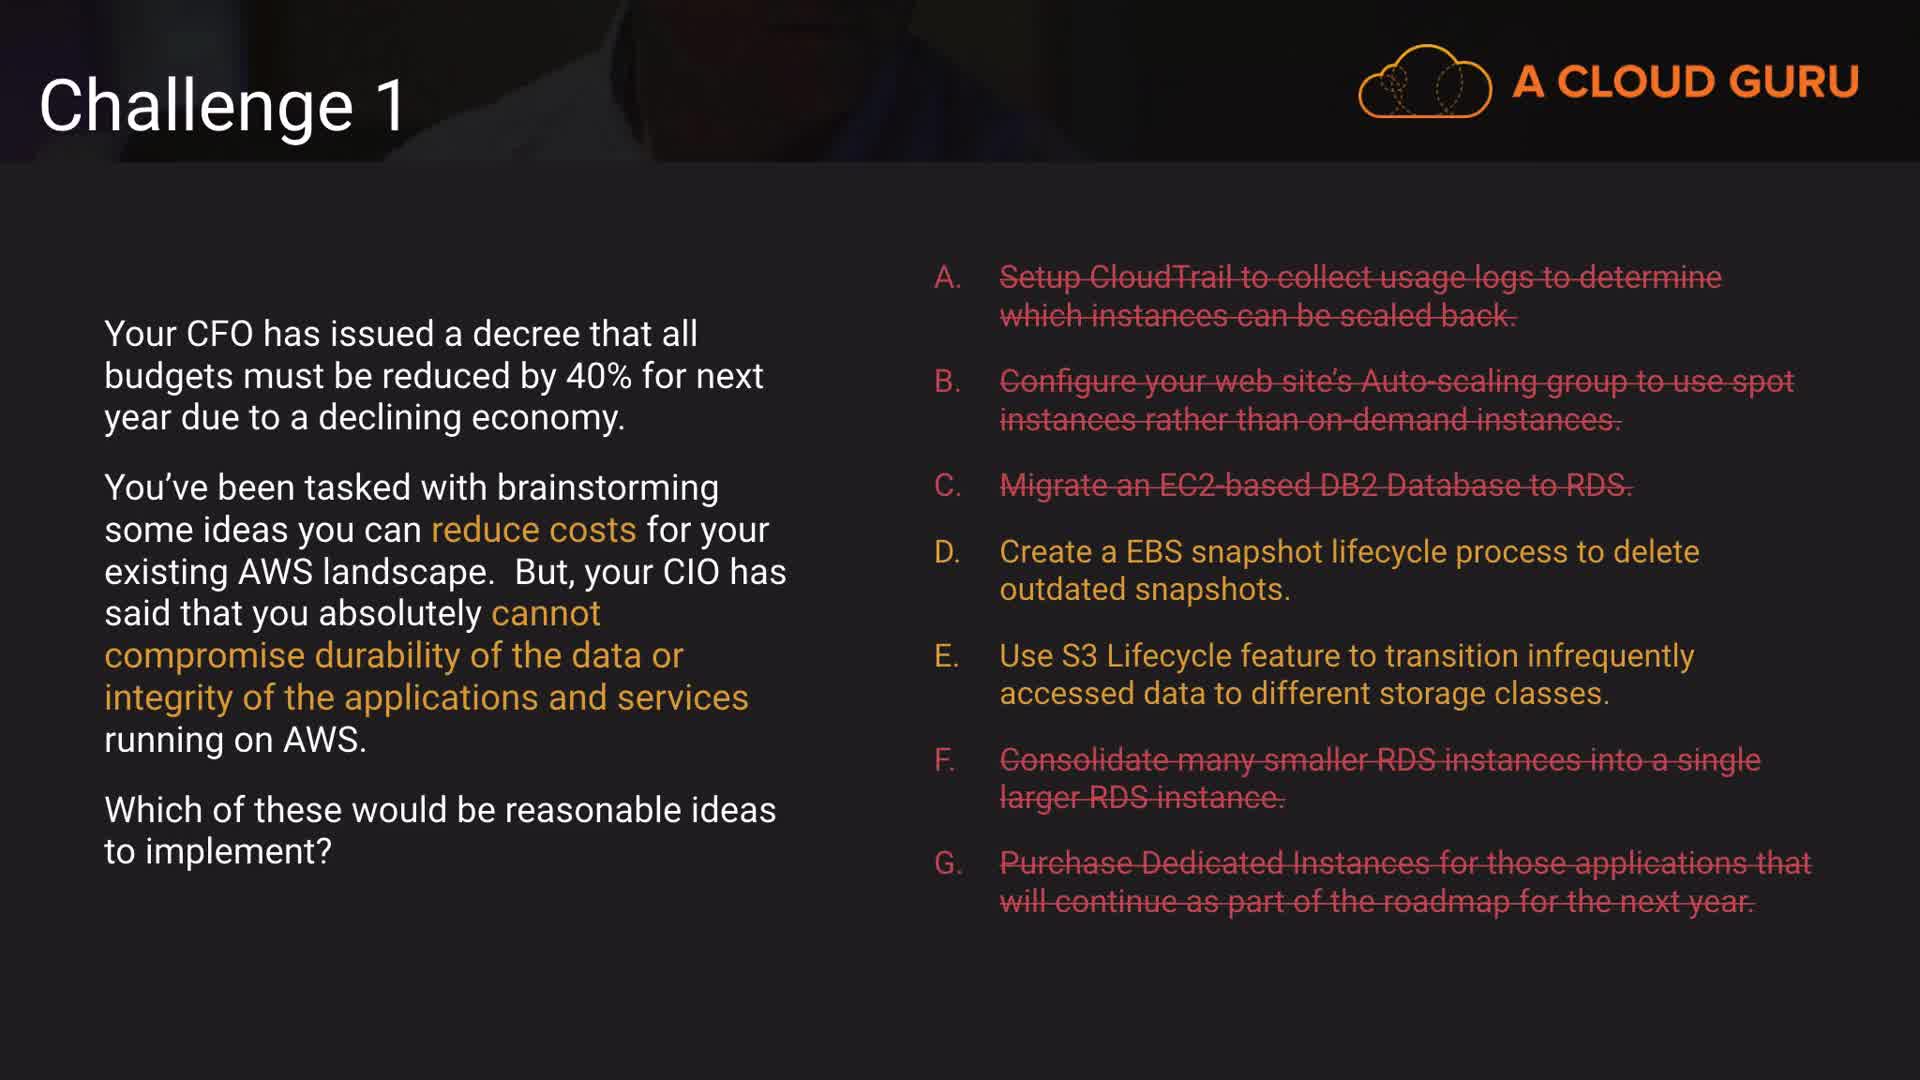 Challenge 1
A CLOUD GURU
Your CFO has issued a decree that all
budgets must be reduced by 40% for next
year due to a declining economy.
You’ve been tasked with brainstorming
some ideas you can reduce costs for your
existing AWS landscape.  But, your CIO has
said that you absolutely cannot
compromise durability of the data or
integrity of the applications and services
running on AWS.
Which of these would be reasonable ideas
to implement?
A. Setup CloudTrail to collect usage logs to determine
which instances can be scaled back.
B. Configure your web site’s Auto-scaling group to use spot
instances rather than on-demand instances.
C. Migrate an EC2-based DB2 Database to RDS.
D. Create a EBS snapshot lifecycle process to delete
outdated snapshots.
E. Use S3 Lifecycle feature to transition infrequently
accessed data to different storage classes.
F. Consolidate many smaller RDS instances into a single
larger RDS instance.
G. Purchase Dedicated Instances for those applications that
will continue as part of the roadmap for the next year.